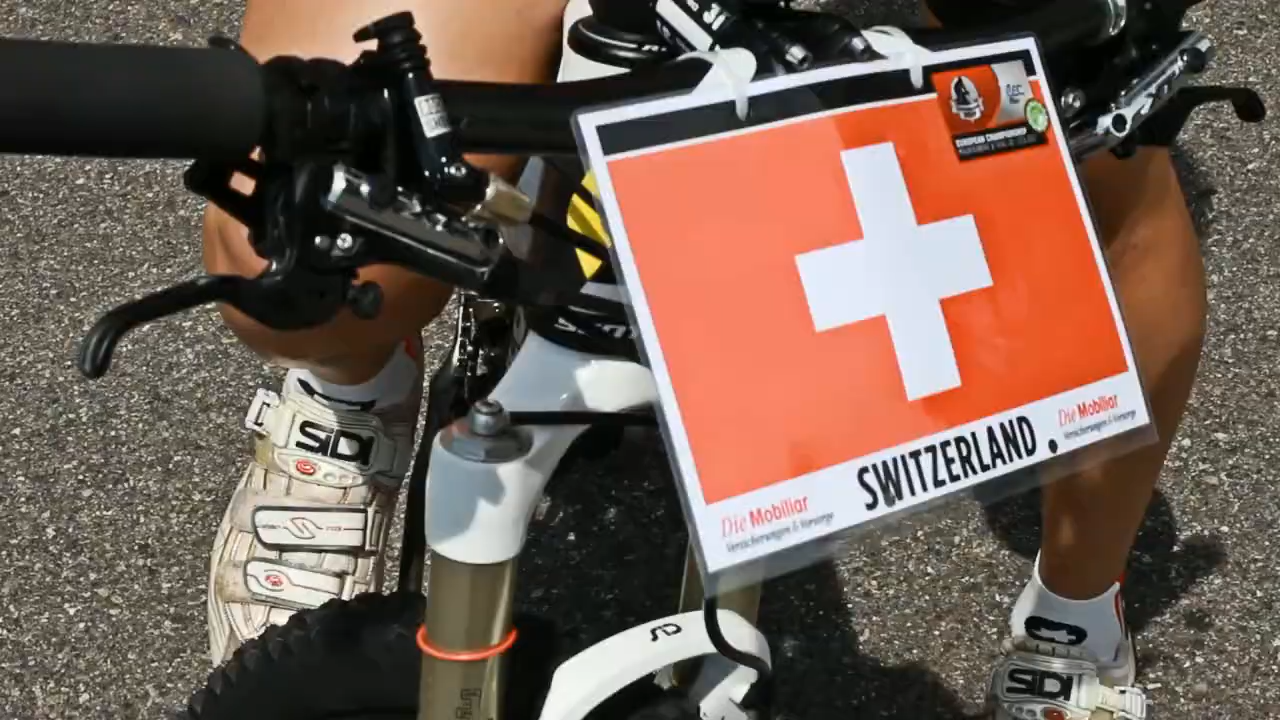 EUROPEAN CHAMPIONSHIP
SWITZERLAND .
Die Mobiliar
Versicherungen & Vorsorge
Die Mobiliar
Versicherungen & Vorsorge
SIDI
SIDI